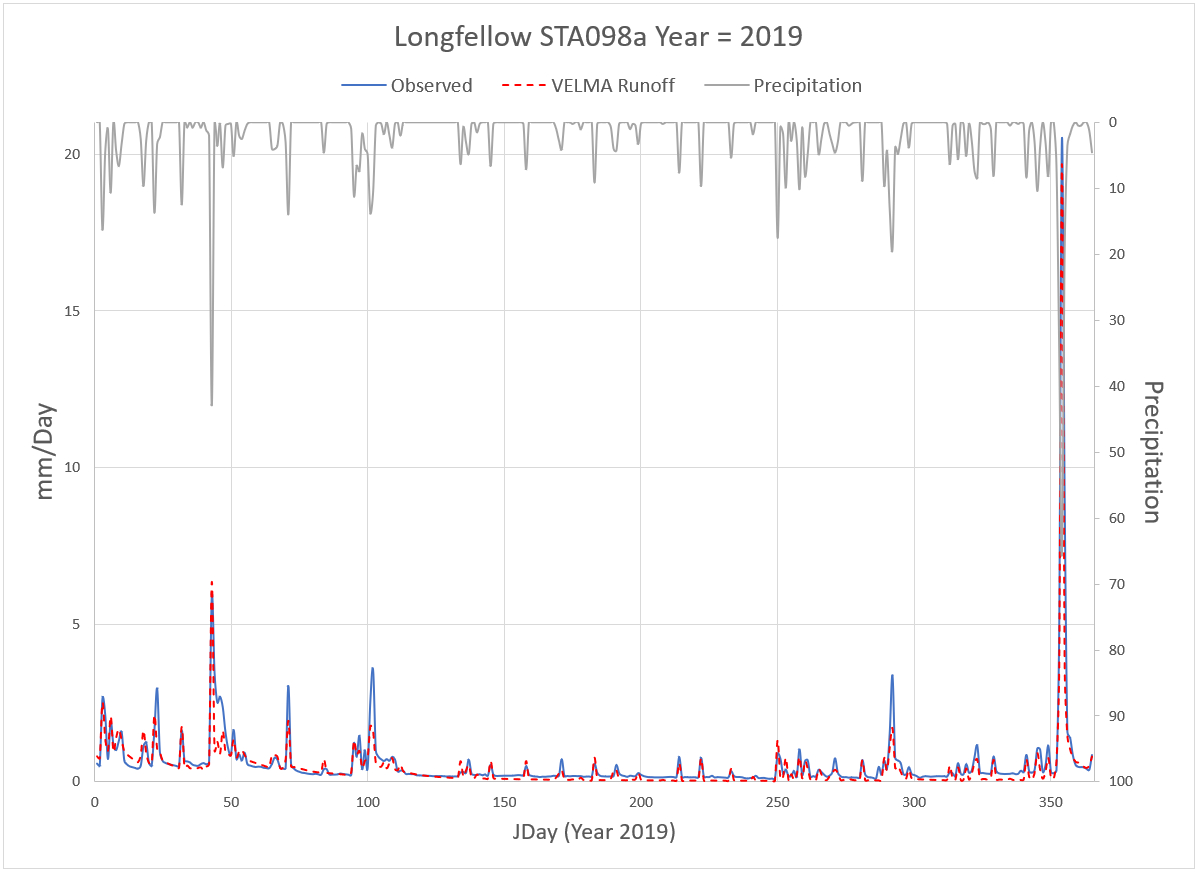 Longfellow STA098a Year = 2019
Observed VELMA Runoff Precipitation
20
15
10
5
0
mm/Day
0
10
20
30
40
50
60
70
80
90
100
Precipitation
0 50 100 150 200 250 300 350
JDay (Year 2019)